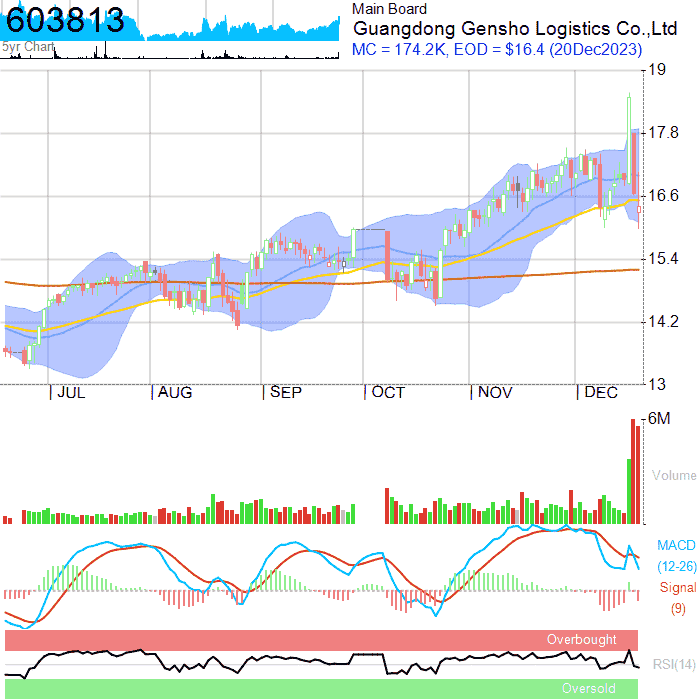 603813
Main Board
Guangdong Gensho Logistics Co.,Ltd
5yr Chart
MC = 174.2K, EOD = $16.4 (20Dec2023)
19
17.8
16.6
15.4
14.2
13
JUL AUG SEP OCT NOV DEC
6M
Volume
MACD
(12-26)
Signal
(9)
Overbought
RSI(14)
Oversold